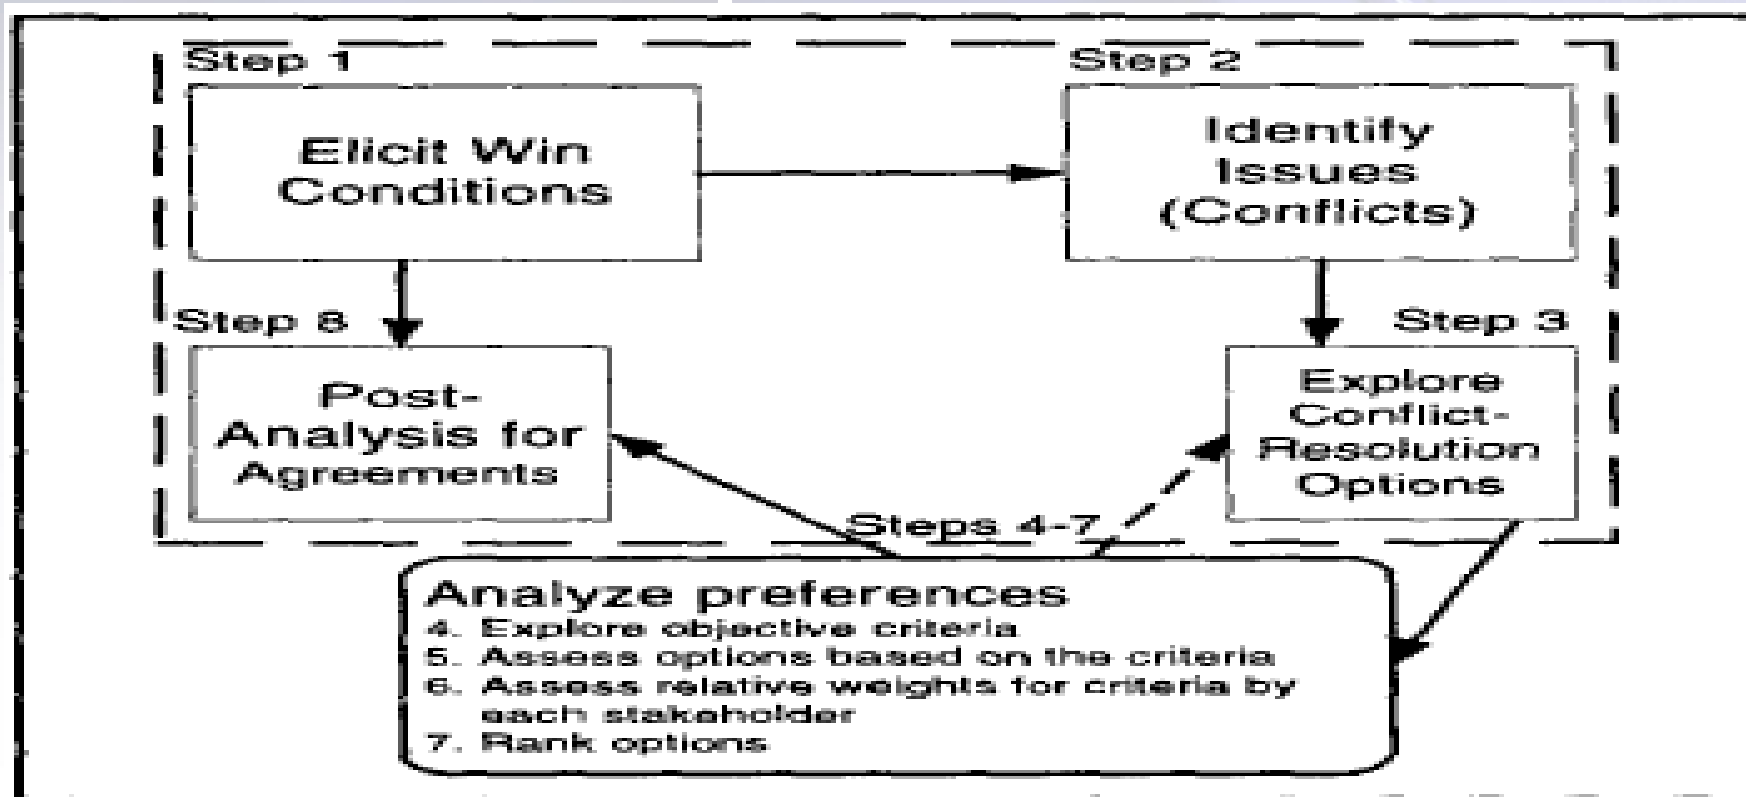 Step 1
Elicit Win
Conditions
Step 2
Identify
Issues
(Conflicts)
Step 8
Post-
Analysis for
Agreements
Step 3
Explore
Conflict-
Resolution
Options
Steps 4-7
Analyze preferences
4. Explore objective criteria
5. Assess options based on the criteria
6. Assess relative weights for criteria by
each stakeholder
7. Rank options